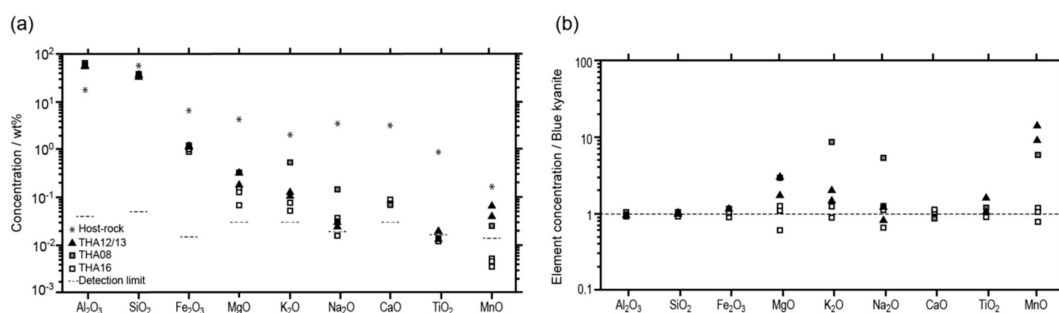 (a)
(b)
Concentration / wt%
10²
10¹
10⁰
10⁻¹
10⁻²
10⁻³
Host-rock
THA12/13
THA08
THA16
Detection limit
Al₂O₃ SiO₂ Fe₂O₃ MgO K₂O Na₂O CaO TiO₂ MnO
Element concentration / Blue kyanite
100
10
1
0.1
Al₂O₃ SiO₂ Fe₂O₃ MgO K₂O Na₂O CaO TiO₂ MnO